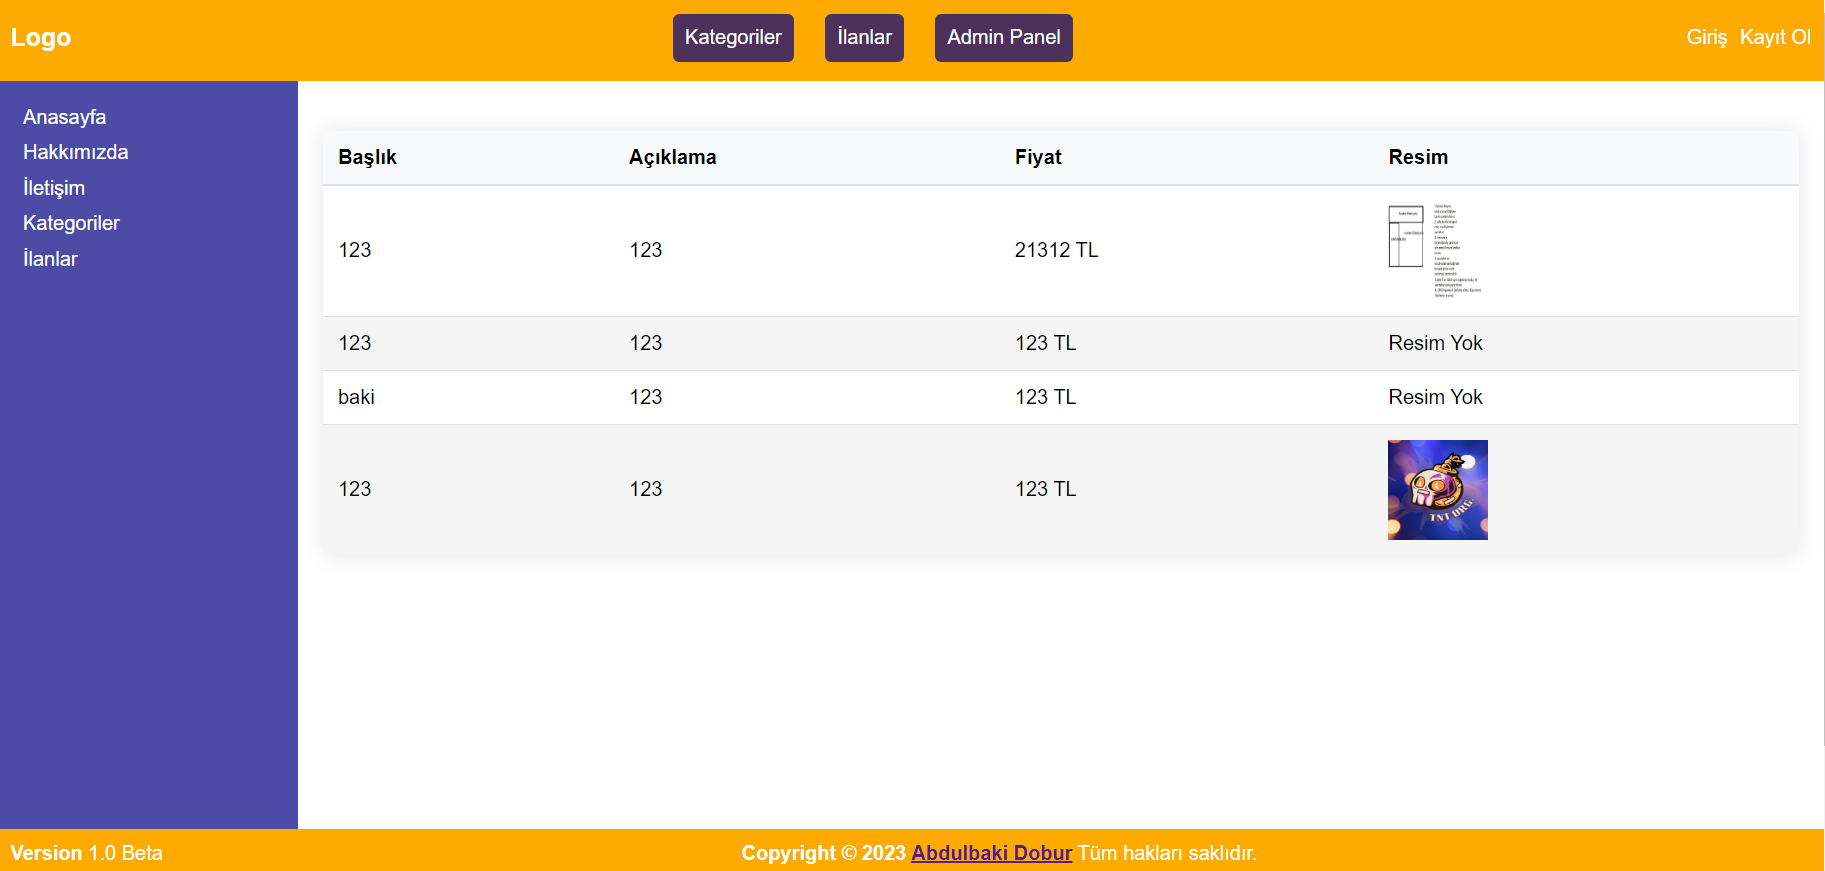 Logo
Kategoriler İlanlar Admin Panel
Giriş Kayıt Ol
Anasayfa
Hakkımızda
İletişim
Kategoriler
İlanlar
Başlık Açıklama Fiyat Resim
123 123 21312 TL
123 123 123 TL Resim Yok
baki 123 123 TL Resim Yok
123 123 123 TL
TNT ORG.
Version 1.0 Beta
Copyright © 2023 Abdulbaki Dobur Tüm hakları saklıdır.